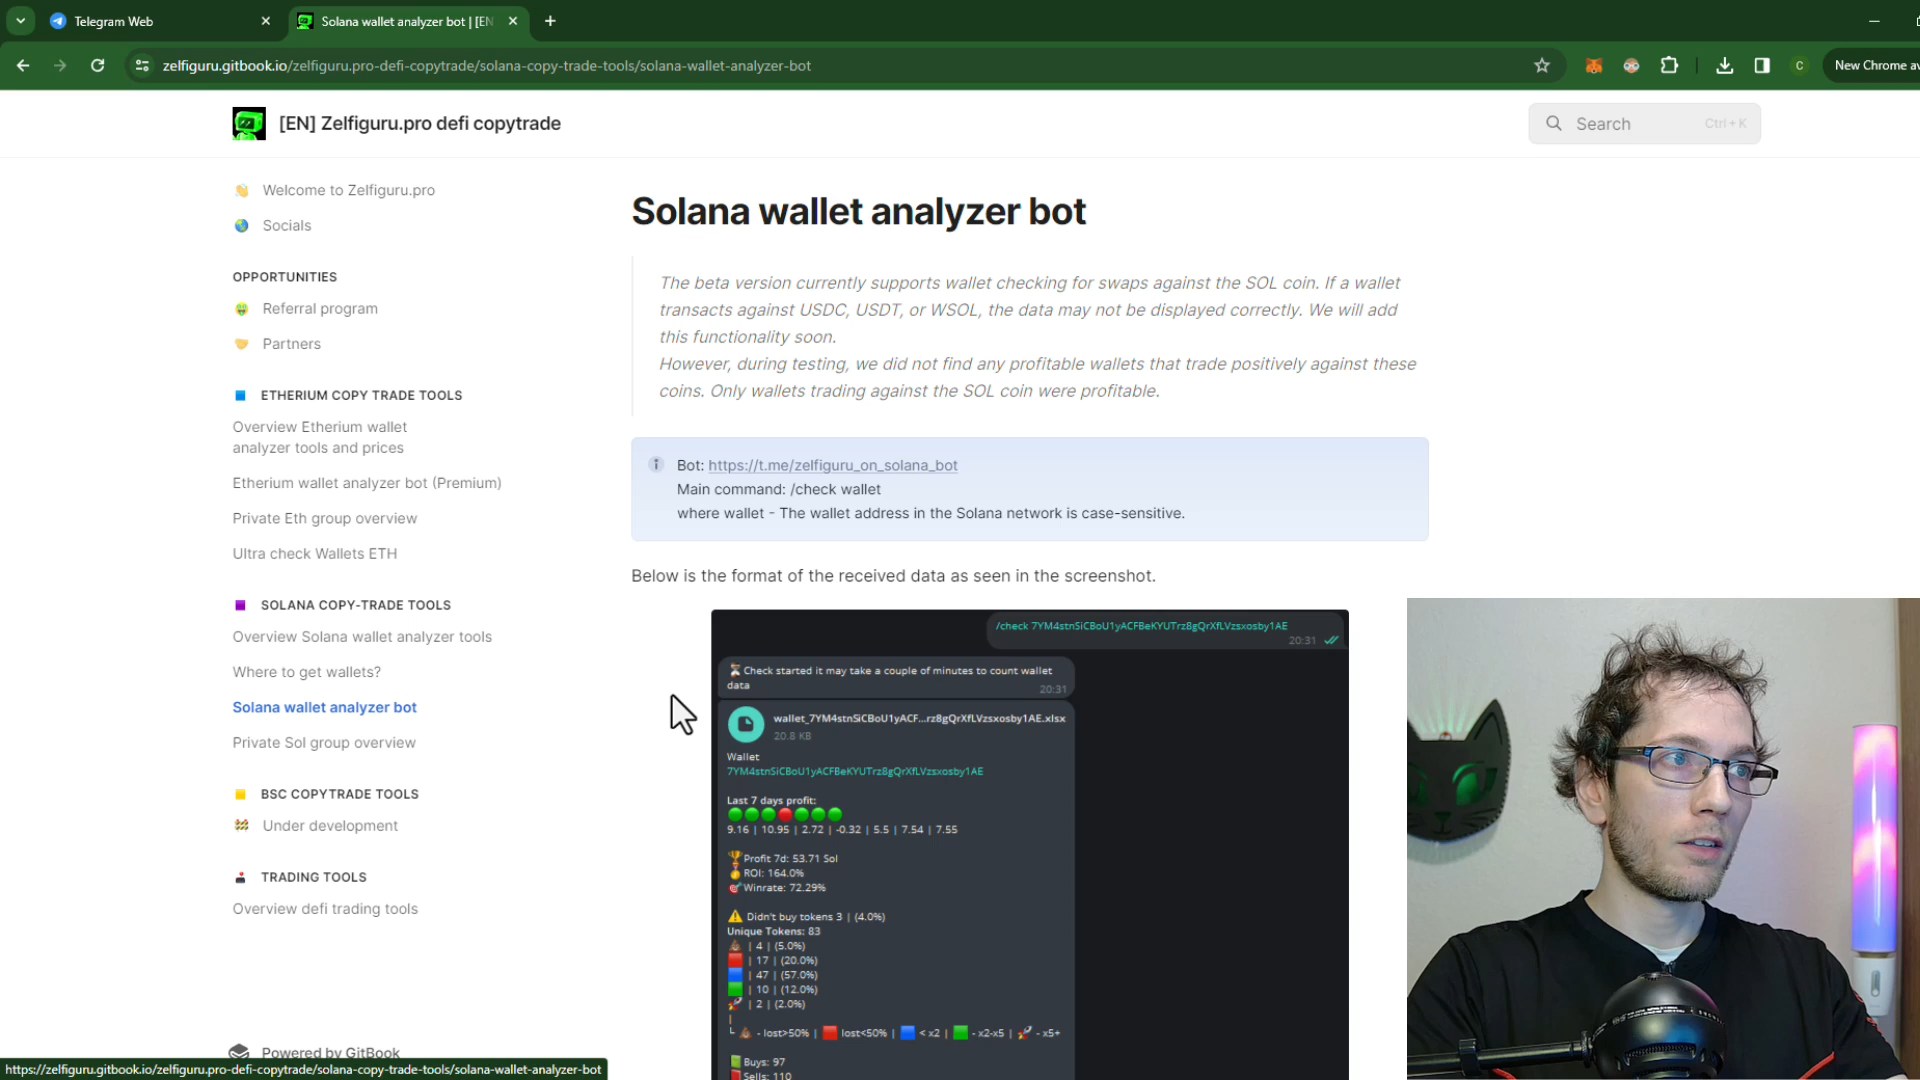 Telegram Web
Solana wallet analyzer bot | [EN
zelfiguru.gitbook.io/zelfiguru.pro-defi-copytrade/solana-copy-trade-tools/solana-wallet-analyzer-bot
C
New Chrome av
[EN] Zelfiguru.pro defi copytrade
Search
Ctrl + K
Welcome to Zelfiguru.pro
Socials
OPPORTUNITIES
Referral program
Partners
ETHERIUM COPY TRADE TOOLS
Overview Etherium wallet
analyzer tools and prices
Etherium wallet analyzer bot (Premium)
Private Eth group overview
Ultra check Wallets ETH
SOLANA COPY-TRADE TOOLS
Overview Solana wallet analyzer tools
Where to get wallets?
Solana wallet analyzer bot
Private Sol group overview
BSC COPYTRADE TOOLS
Under development
TRADING TOOLS
Overview defi trading tools
Powered by GitBook
https://zelfiguru.gitbook.io/zelfiguru.pro-defi-copytrade/solana-copy-trade-tools/solana-wallet-analyzer-bot
Solana wallet analyzer bot
The beta version currently supports wallet checking for swaps against the SOL coin. If a wallet
transacts against USDC, USDT, or WSOL, the data may not be displayed correctly. We will add
this functionality soon.
However, during testing, we did not find any profitable wallets that trade positively against these
coins. Only wallets trading against the SOL coin were profitable.
Bot: https://t.me/zelfiguru_on_solana_bot
Main command: /check wallet
where wallet - The wallet address in the Solana network is case-sensitive.
Below is the format of the received data as seen in the screenshot.
/check 7YM4stnSiCBoU1yACFBeKYUTrz8gQrXfLVzsxosby1AE
20:31
Check started it may take a couple of minutes to count wallet
data
20:31
wallet_7YM4stnSiCBoU1yACF...rz8gQrXfLVzsxosby1AE.xlsx
20.8 KB
Wallet
7YM4stnSiCBoU1yACFBeKYUTrz8gQrXfLVzsxosby1AE
Last 7 days profit:
9.16 | 10.95 | 2.72 | -0.32 | 5.5 | 7.54 | 7.55
Profit 7d: 53.71 Sol
ROI: 164.0%
Winrate: 72.29%
Didn't buy tokens 3 | (4.0%)
Unique Tokens: 83
| 4 | (5.0%)
| 17 | (20.0%)
| 47 | (57.0%)
| 10 | (12.0%)
| 2 | (2.0%)
- lost>50% | lost<50% | < x2 | - x2-x5 | - x5+
Buys: 97
Sells: 110